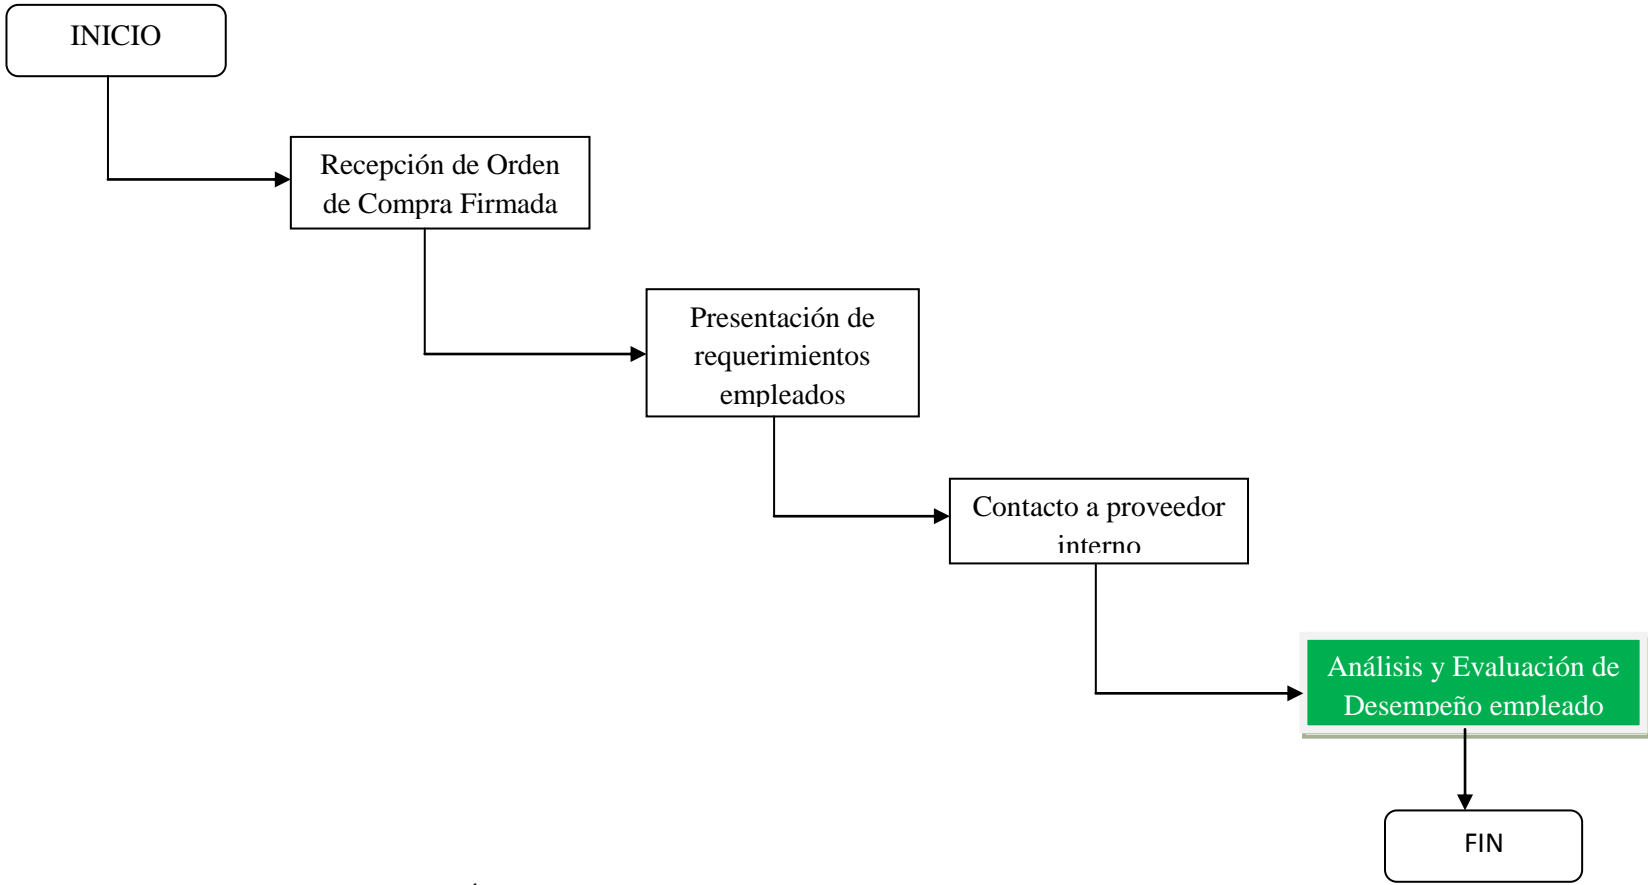 INICIO
Recepción de Orden
de Compra Firmada
Presentación de
requerimientos
empleados
Contacto a proveedor
interno
Análisis y Evaluación de
Desempeño empleado
FIN